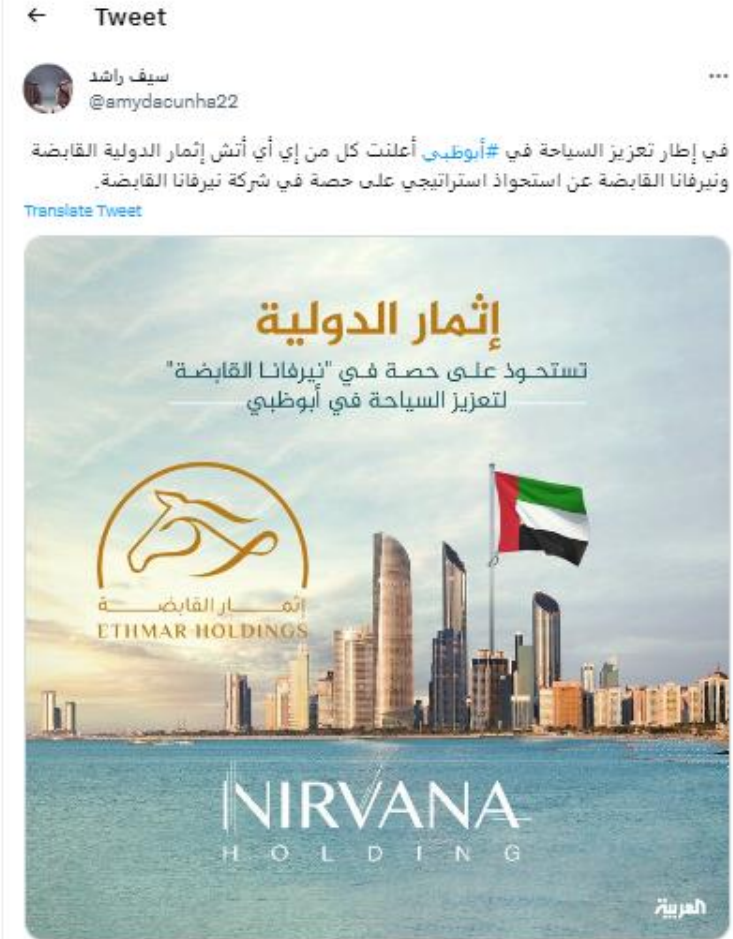 ← Tweet
سيف راشد
@amydacunha22
في إطار تعزيز السياحة في #أبوظبي أعلنت كل من إي أي أتش إثمار الدولية القابضة
ونيرفانا القابضة عن استحواذ استراتيجي على حصة في شركة نيرفانا القابضة.
Translate Tweet
إثمار الدولية
تستحوذ على حصة في "نيرفانا القابضة"
لتعزيز السياحة في أبوظبي
إثمار القابضة
ETHMAR HOLDINGS
NIRVANA
HOLDING
العربية